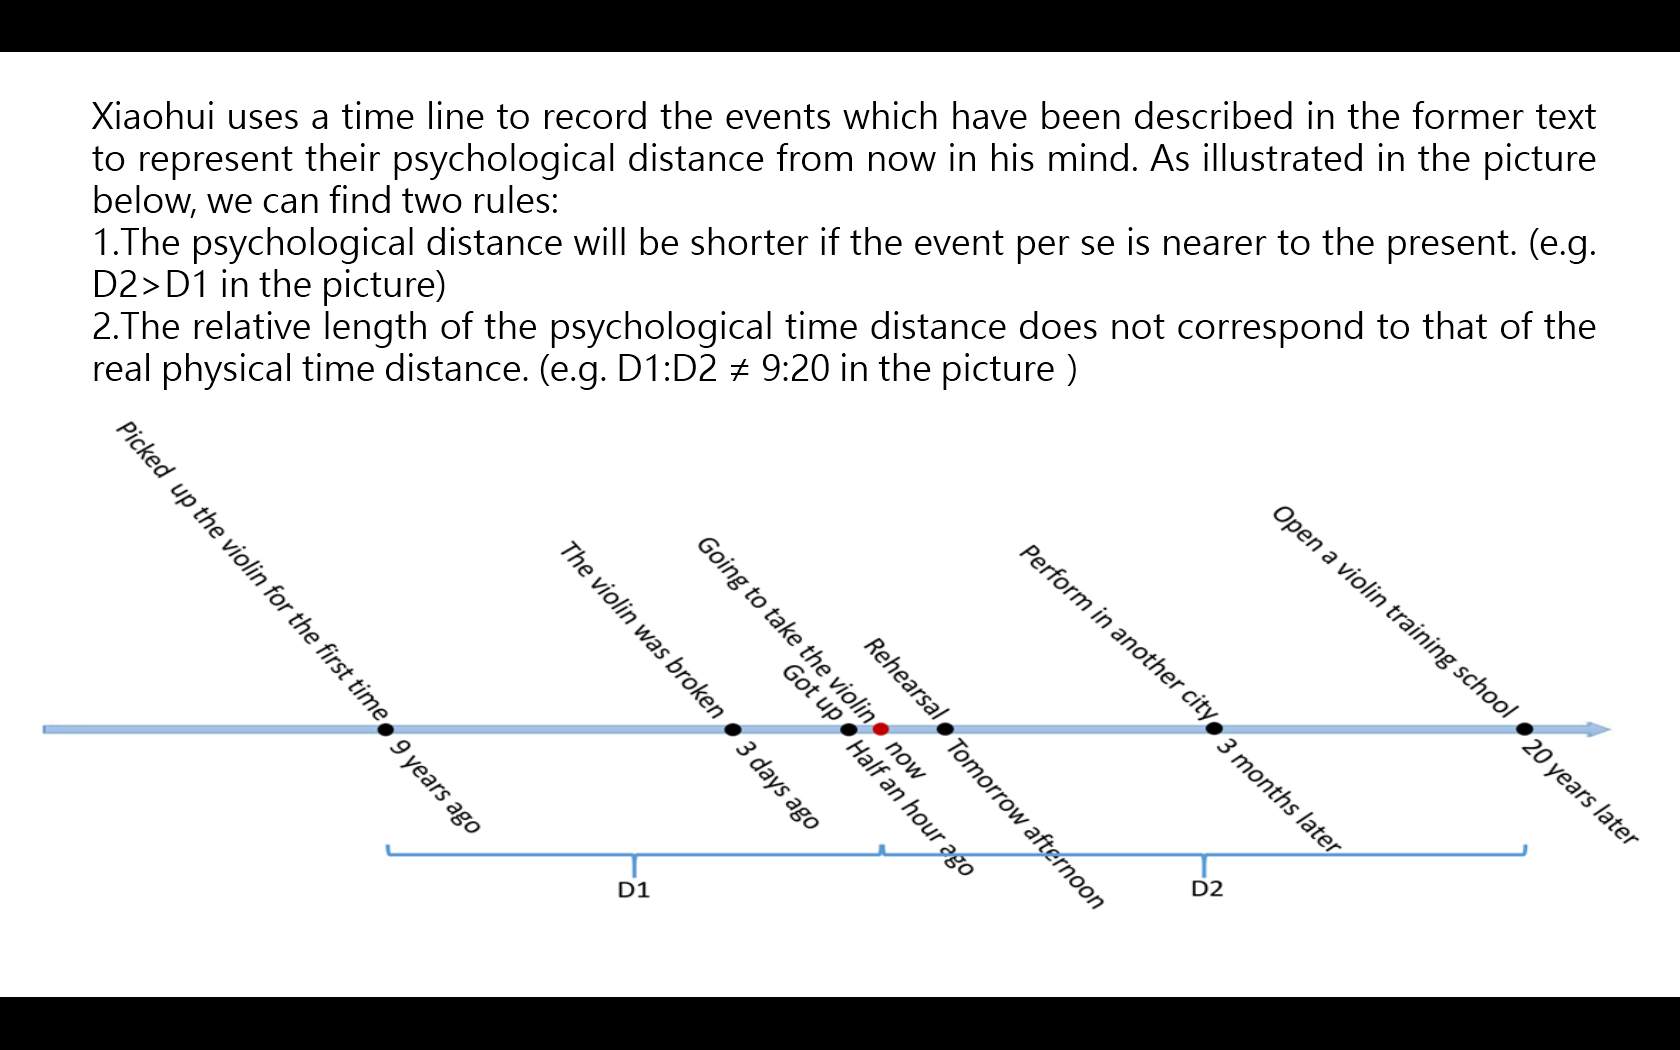 Xiaohui uses a time line to record the events which have been described in the former text
to represent their psychological distance from now in his mind. As illustrated in the picture
below, we can find two rules:
1.The psychological distance will be shorter if the event per se is nearer to the present. (e.g.
D2>D1 in the picture)
2.The relative length of the psychological time distance does not correspond to that of the
real physical time distance. (e.g. D1:D2 ≠ 9:20 in the picture )
Picked up the violin for the first time
The violin was broken
Going to take the violin
Got up
Rehearsal
Perform in another city
Open a violin training school
9 years ago
3 days ago
Half an hour ago
now
Tomorrow afternoon
3 months later
20 years later
D1
D2